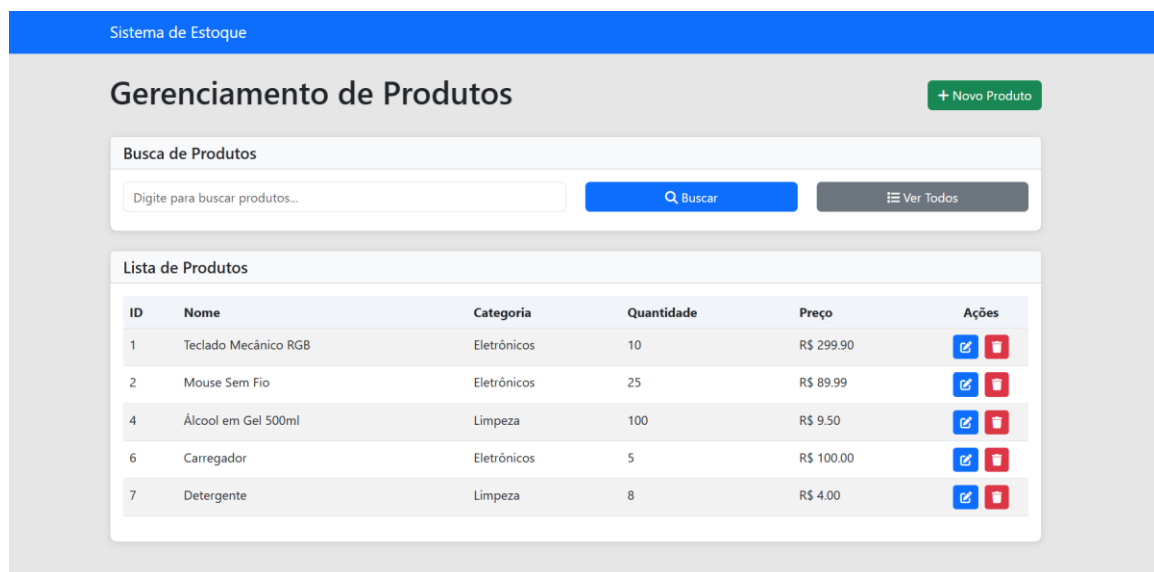 Sistema de Estoque
Gerenciamento de Produtos
+ Novo Produto
Busca de Produtos
Digite para buscar produtos... Buscar Ver Todos
Lista de Produtos
ID Nome Categoria Quantidade Preço Ações
1 Teclado Mecânico RGB Eletrônicos 10 R$ 299.90
2 Mouse Sem Fio Eletrônicos 25 R$ 89.99
4 Álcool em Gel 500ml Limpeza 100 R$ 9.50
6 Carregador Eletrônicos 5 R$ 100.00
7 Detergente Limpeza 8 R$ 4.00